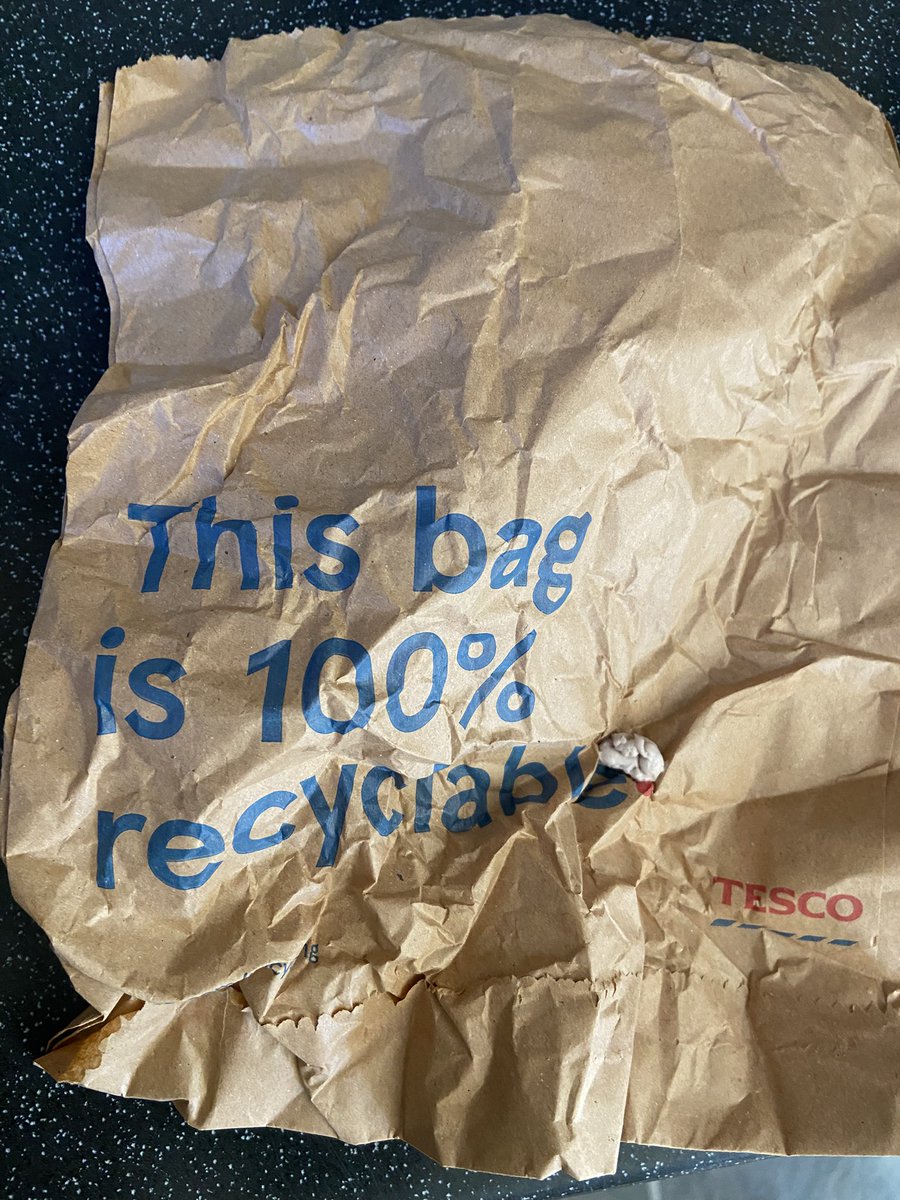 This bag
is 100%
recyclable.
TESCO